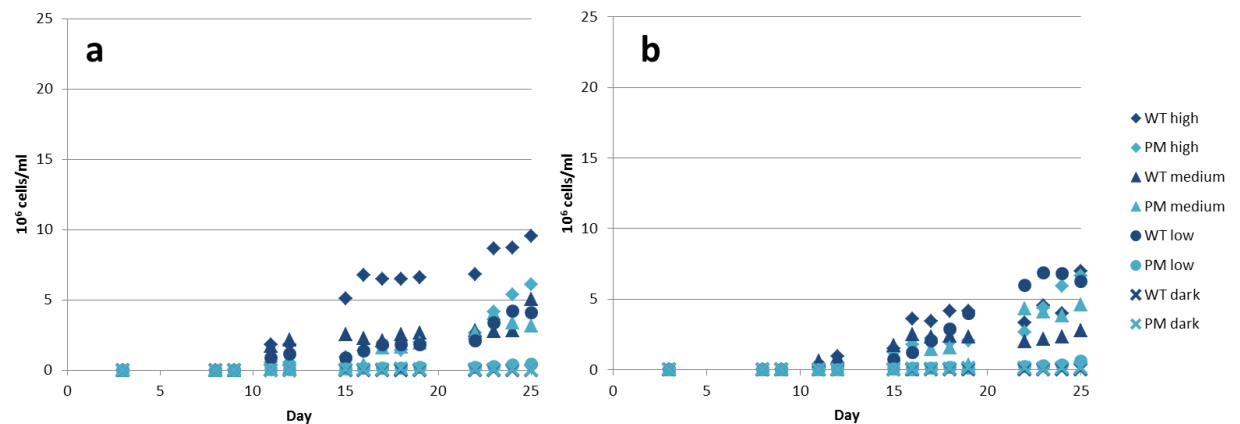 a
25
20
15
10
5
0
10⁶ cells/ml
0 5 10 15 20 25
Day
b
25
20
15
10
5
0
10⁶ cells/ml
0 5 10 15 20 25
Day
WT high
PM high
WT medium
PM medium
WT low
PM low
WT dark
PM dark